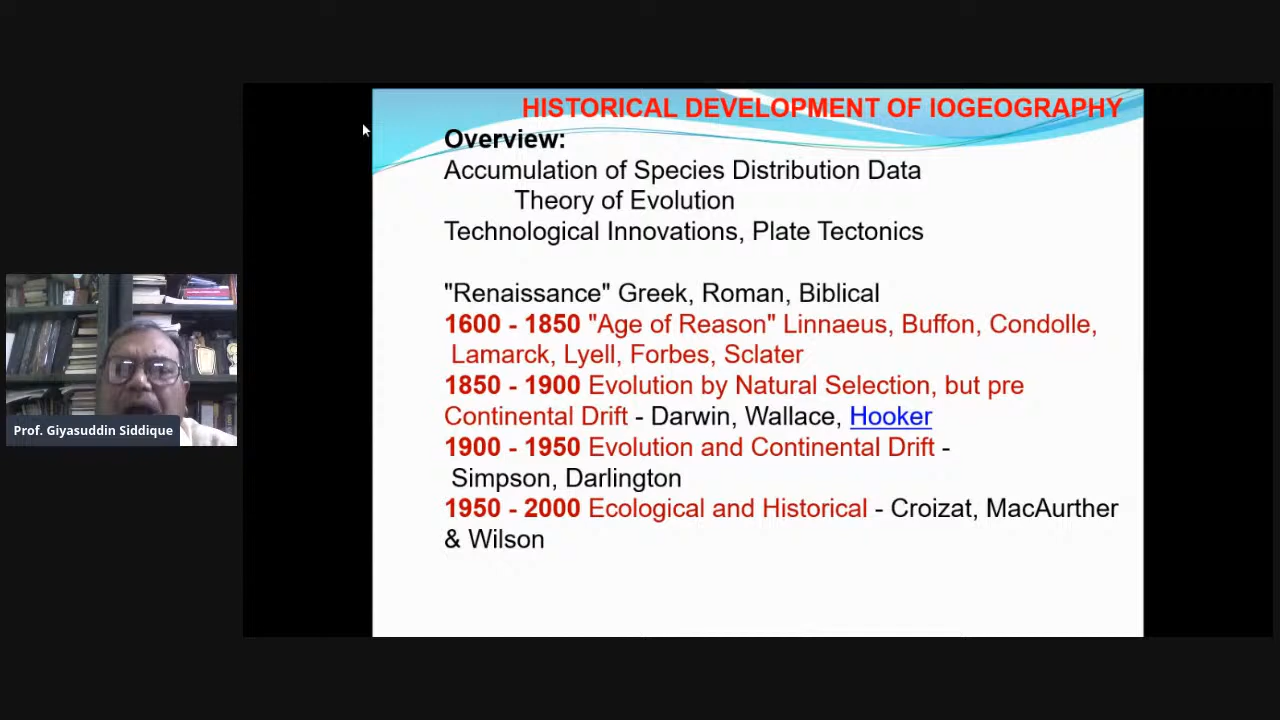 HISTORICAL DEVELOPMENT OF IOGEOGRAPHY
Overview:
Accumulation of Species Distribution Data
Theory of Evolution
Technological Innovations, Plate Tectonics
"Renaissance" Greek, Roman, Biblical
1600 - 1850 "Age of Reason" Linnaeus, Buffon, Condolle,
Lamarck, Lyell, Forbes, Sclater
1850 - 1900 Evolution by Natural Selection, but pre
Continental Drift - Darwin, Wallace, Hooker
1900 - 1950 Evolution and Continental Drift -
Simpson, Darlington
1950 - 2000 Ecological and Historical - Croizat, MacAurther
& Wilson
Prof. Giyasuddin Siddique